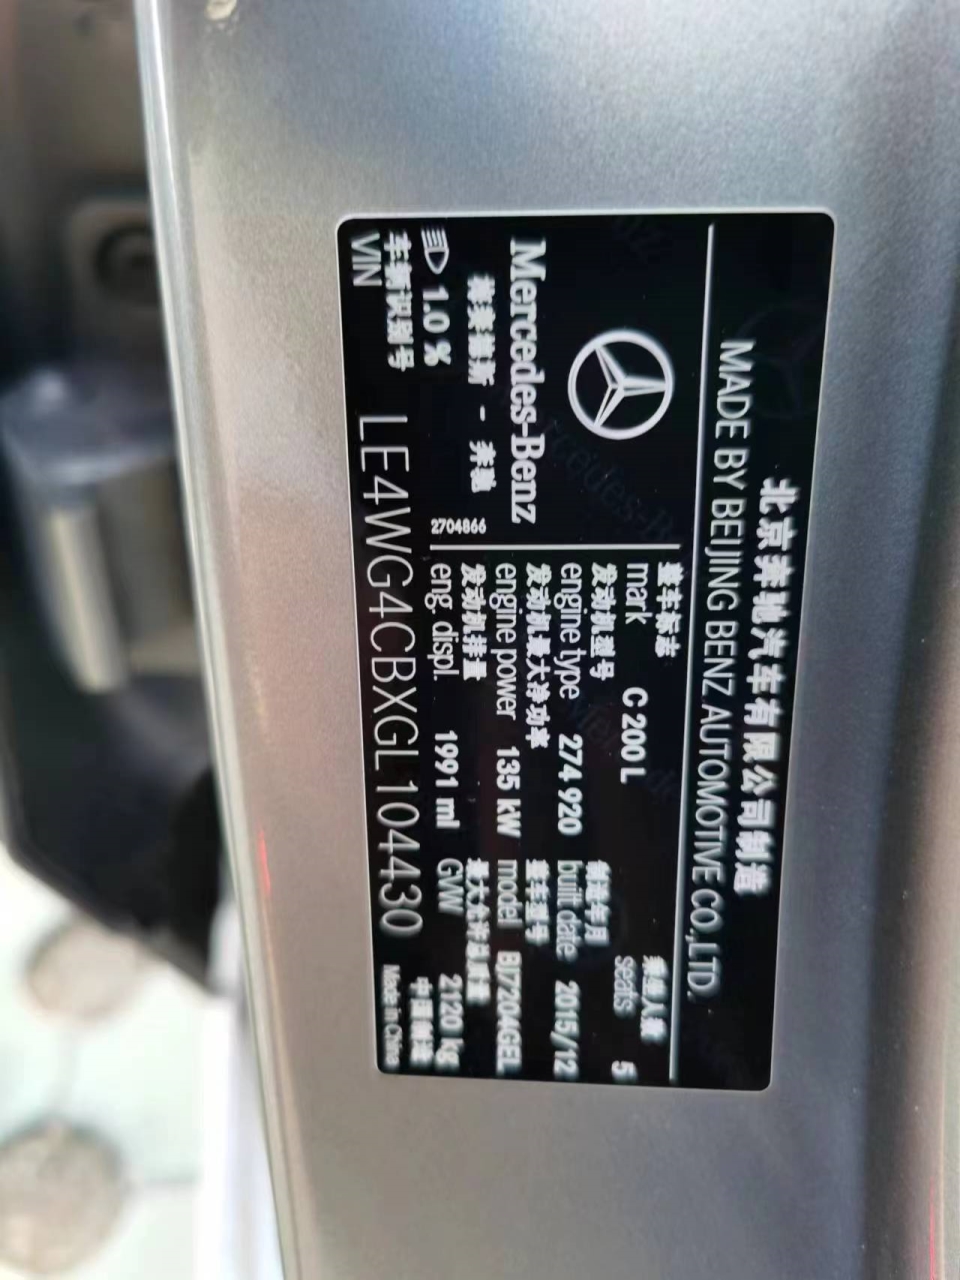 北京奔驰汽车有限公司制造
MADE BY BEIJING BENZ AUTOMOTIVE CO.,LTD.
Mercedes-Benz
梅赛德斯 - 奔驰
1.0 %
2704866
整车标志 乘坐人数
mark C 200 L seats 5
发动机型号 制造年月
engine type 274 920 built date 2015/12
发动机最大净功率 整车型号
engine power 135 kW model BJ7204GEL
发动机排量 最大允许总质量
eng. displ. 1991 ml GVW 2120 kg
车辆识别号
VIN LE4WG4CBXGL104430
中国制造
Made in China